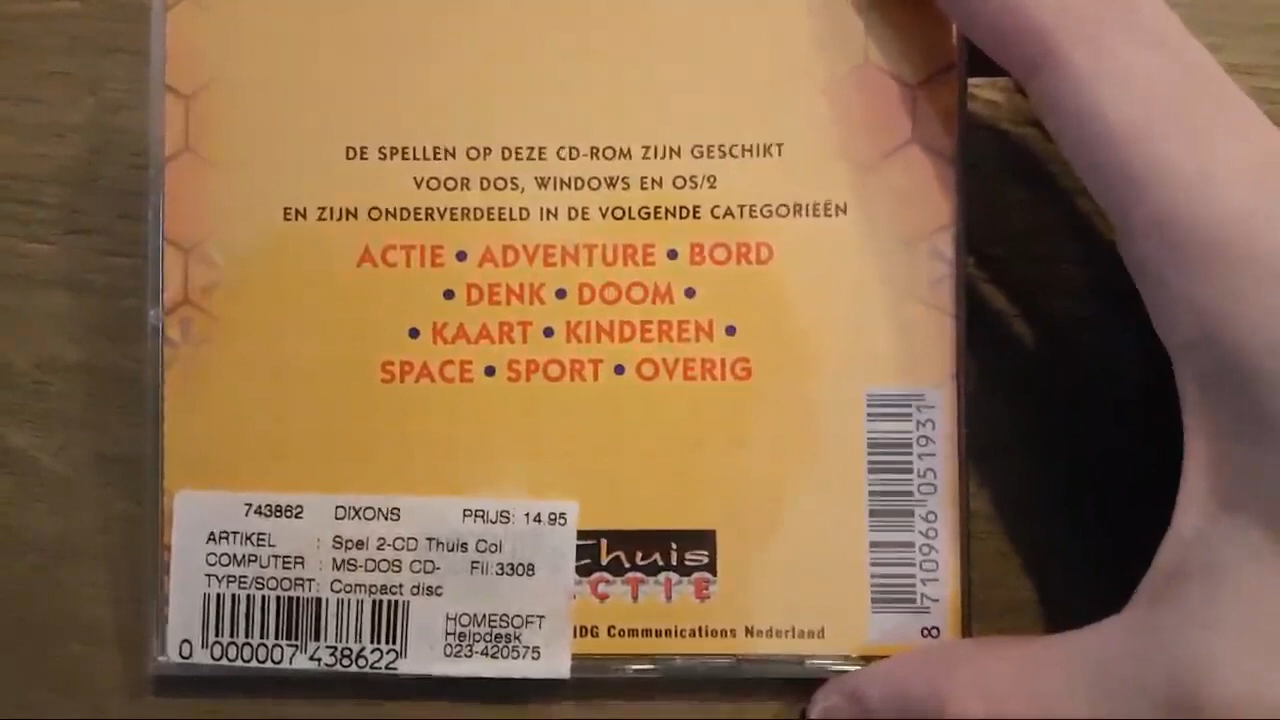 DE SPELLEN OP DEZE CD-ROM ZIJN GESCHIKT
VOOR DOS, WINDOWS EN OS/2
EN ZIJN ONDERVERDEELD IN DE VOLGENDE CATEGORIEËN
ACTIE • ADVENTURE • BORD
• DENK • DOOM •
• KAART • KINDEREN •
SPACE • SPORT • OVERIG
743862 DIXONS PRIJS: 14.95
ARTIKEL : Spel 2-CD Thuis Col
COMPUTER : MS-DOS CD- Fil:3308
TYPE/SOORT: Compact disc
HOMESOFT
Helpdesk
023-420575
0 000007 438622
Thuis
CTIE
IDG Communications Nederland
8 710966 051931